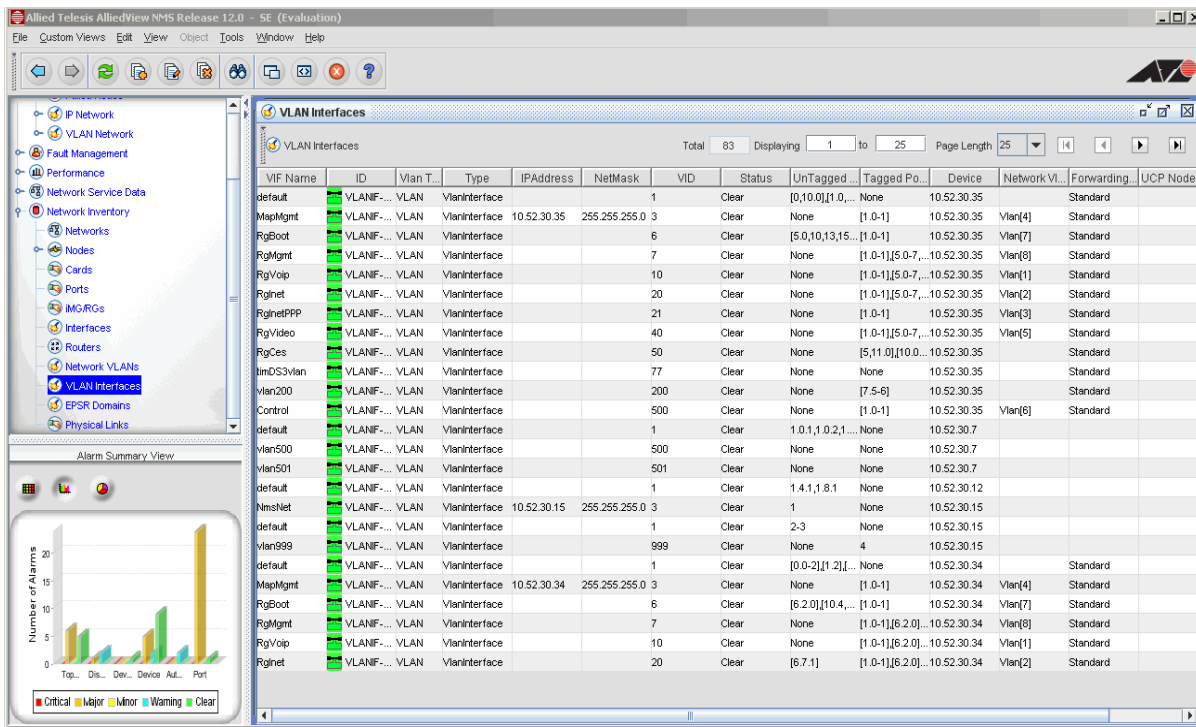 Allied Telesis AlliedView NMS Release 12.0 - SE (Evaluation)
File Custom Views Edit View Object Tools Window Help
IP Network
VLAN Network
Fault Management
Performance
Network Service Data
Network Inventory
Networks
Nodes
Cards
Ports
iMG/RGs
Interfaces
Routers
Network VLANs
VLAN Interfaces
EPSR Domains
Physical Links
Alarm Summary View
Number of Alarms
20
15
10
5
0
Top... Dis... Dev... Device Aut... Port
Critical Major Minor Warning Clear
VLAN Interfaces
VLAN Interfaces Total 83 Displaying 1 to 25 Page Length 25
VIF Name ID Vlan T... Type IPAddress NetMask VID Status UnTagged ... Tagged Po... Device Network VI... Forwarding... UCP Node
default VLANIF-... VLAN VlanInterface 1 Clear [0,10.0],[1.0,... None 10.52.30.35 Standard
MapMgmt VLANIF-... VLAN VlanInterface 10.52.30.35 255.255.255.0 3 Clear None [1.0-1] 10.52.30.35 Vlan[4] Standard
RgBoot VLANIF-... VLAN VlanInterface 6 Clear [5.0,10,13,15... [1.0-1] 10.52.30.35 Vlan[7] Standard
RgMgmt VLANIF-... VLAN VlanInterface 7 Clear None [1.0-1],[5.0-7,... 10.52.30.35 Vlan[8] Standard
RgVoip VLANIF-... VLAN VlanInterface 10 Clear None [1.0-1],[5.0-7,... 10.52.30.35 Vlan[1] Standard
RgInet VLANIF-... VLAN VlanInterface 20 Clear None [1.0-1],[5.0-7,... 10.52.30.35 Vlan[2] Standard
RgInetPPP VLANIF-... VLAN VlanInterface 21 Clear None [1.0-1] 10.52.30.35 Vlan[3] Standard
RgVideo VLANIF-... VLAN VlanInterface 40 Clear None [1.0-1],[5.0-7,... 10.52.30.35 Vlan[5] Standard
RgCes VLANIF-... VLAN VlanInterface 50 Clear None [5,11.0],[10.0... 10.52.30.35 Standard
timDS3vlan VLANIF-... VLAN VlanInterface 77 Clear None None 10.52.30.35 Standard
vlan200 VLANIF-... VLAN VlanInterface 200 Clear None [7.5-6] 10.52.30.35 Standard
Control VLANIF-... VLAN VlanInterface 500 Clear None [1.0-1] 10.52.30.35 Vlan[6] Standard
default VLANIF-... VLAN VlanInterface 1 Clear 1.0.1,1.0.2,1.... None 10.52.30.7
vlan500 VLANIF-... VLAN VlanInterface 500 Clear None None 10.52.30.7
vlan501 VLANIF-... VLAN VlanInterface 501 Clear None None 10.52.30.7
default VLANIF-... VLAN VlanInterface 1 Clear 1.4.1,1.8.1 None 10.52.30.12
NmsNet VLANIF-... VLAN VlanInterface 10.52.30.15 255.255.255.0 3 Clear 1 None 10.52.30.15
default VLANIF-... VLAN VlanInterface 1 Clear 2-3 None 10.52.30.15
vlan999 VLANIF-... VLAN VlanInterface 999 Clear None 4 10.52.30.15
default VLANIF-... VLAN VlanInterface 1 Clear [0.0-2],[1.2],[... None 10.52.30.34 Standard
MapMgmt VLANIF-... VLAN VlanInterface 10.52.30.34 255.255.255.0 3 Clear None [1.0-1] 10.52.30.34 Vlan[4] Standard
RgBoot VLANIF-... VLAN VlanInterface 6 Clear [6.2.0],[10.4,... [1.0-1] 10.52.30.34 Vlan[7] Standard
RgMgmt VLANIF-... VLAN VlanInterface 7 Clear None [1.0-1],[6.2.0]... 10.52.30.34 Vlan[8] Standard
RgVoip VLANIF-... VLAN VlanInterface 10 Clear None [1.0-1],[6.2.0]... 10.52.30.34 Vlan[1] Standard
RgInet VLANIF-... VLAN VlanInterface 20 Clear [6.7.1] [1.0-1],[6.2.0]... 10.52.30.34 Vlan[2] Standard